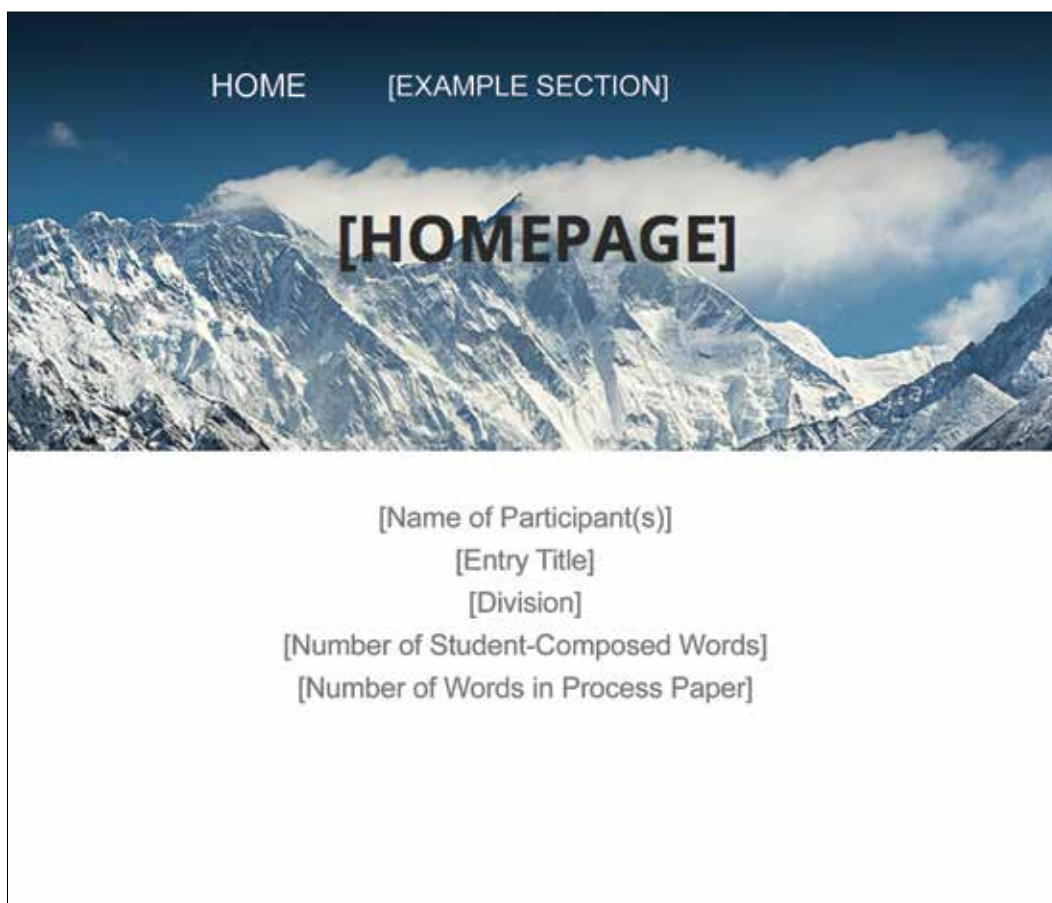 HOME [EXAMPLE SECTION]
[HOMEPAGE]
[Name of Participant(s)]
[Entry Title]
[Division]
[Number of Student-Composed Words]
[Number of Words in Process Paper]